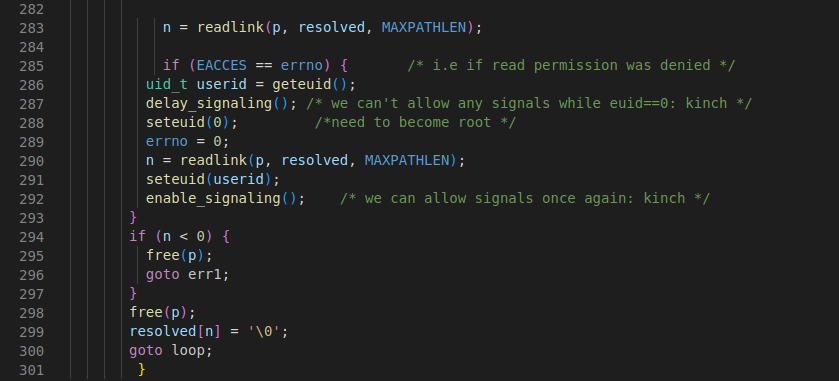 282
283 n = readlink(p, resolved, MAXPATHLEN);
284
285 if (EACCES == errno) { /* i.e if read permission was denied */
286 uid_t userid = geteuid();
287 delay_signaling(); /* we can't allow any signals while euid==0: kinch */
288 seteuid(0); /*need to become root */
289 errno = 0;
290 n = readlink(p, resolved, MAXPATHLEN);
291 seteuid(userid);
292 enable_signaling(); /* we can allow signals once again: kinch */
293 }
294 if (n < 0) {
295 free(p);
296 goto err1;
297 }
298 free(p);
299 resolved[n] = '\0';
300 goto loop;
301 }